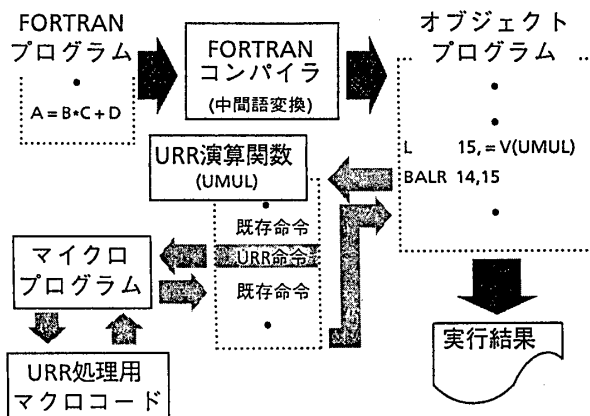 FORTRAN
プログラム
A=B*C+D
FORTRAN
コンパイラ
(中間語変換)
オブジェクト
プログラム
L 15,=V(UMUL)
BALR 14,15
URR演算関数
(UMUL)
既存命令
URR命令
既存命令
マイクロ
プログラム
URR処理用
マクロコード
実行結果